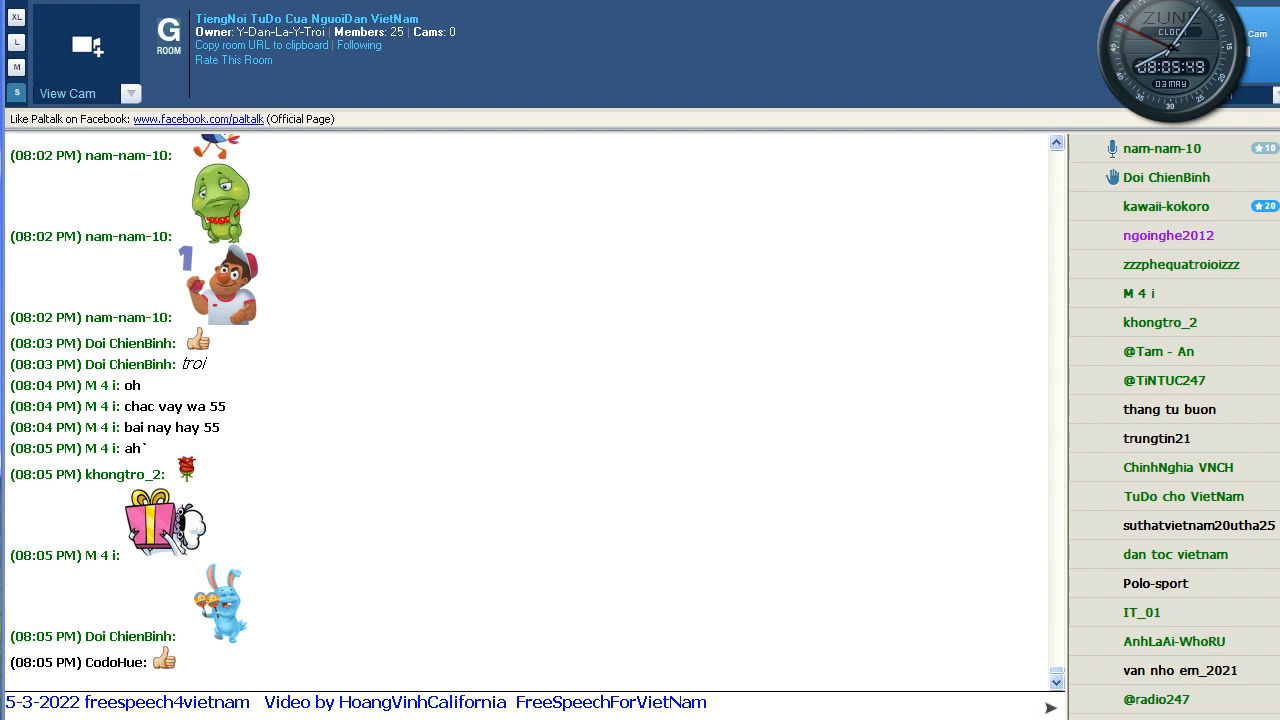 XL
L
M
S
View Cam
G
ROOM
TiengNoi TuDo Cua NguoiDan VietNam
Owner: Y-Dan-La-Y-Troi | Members: 25 | Cams: 0
Copy room URL to clipboard | Following
Rate This Room
ZUNE
CLOCK
08:05:49
03 MAY
Cam
Like Paltalk on Facebook: www.facebook.com/paltalk (Official Page)
(08:02 PM) nam-nam-10:
(08:02 PM) nam-nam-10:
1
(08:02 PM) nam-nam-10:
(08:03 PM) Doi ChienBinh:
(08:03 PM) Doi ChienBinh: troi
(08:04 PM) M 4 i: oh
(08:04 PM) M 4 i: chac vay wa 55
(08:04 PM) M 4 i: bai nay hay 55
(08:05 PM) M 4 i: ah`
(08:05 PM) khongtro_2:
(08:05 PM) M 4 i:
(08:05 PM) Doi ChienBinh:
(08:05 PM) CodoHue:
nam-nam-10 10
Doi ChienBinh
kawaii-kokoro 20
ngoinghe2012
zzzphequatroioizzz
M 4 i
khongtro_2
@Tam - An
@TiNTUC247
thang tu buon
trungtin21
ChinhNghia VNCH
TuDo cho VietNam
suthatvietnam20utha25
dan toc vietnam
Polo-sport
IT_01
AnhLaAi-WhoRU
van nho em_2021
@radio247
5-3-2022 freespeech4vietnam Video by HoangVinhCalifornia FreeSpeechForVietNam